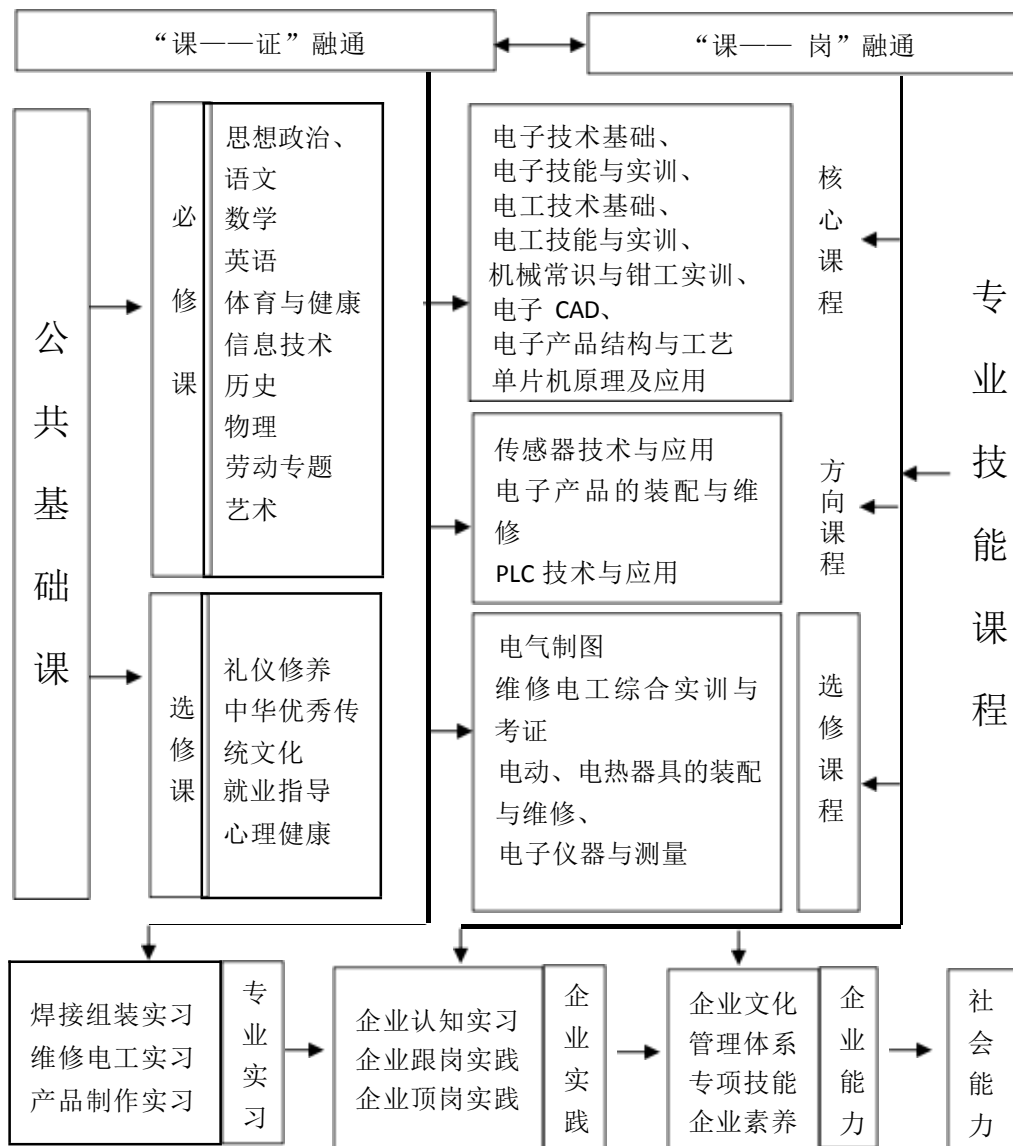 “课——证”融通
“课—— 岗”融通
公共基础课
必修课
思想政治、
语文
数学
英语
体育与健康
信息技术
历史
物理
劳动专题
艺术
选修课
礼仪修养
中华优秀传
统文化
就业指导
心理健康
电子技术基础、
电子技能与实训、
电工技术基础、
电工技能与实训、
机械常识与钳工实训、
电子 CAD、
电子产品结构与工艺
单片机原理及应用
核心课程
传感器技术与应用
电子产品的装配与维
修
PLC 技术与应用
方向课程
电气制图
维修电工综合实训与
考证
电动、电热器具的装配
与维修、
电子仪器与测量
选修课程
专业技能课程
焊接组装实习
维修电工实习
产品制作实习
专业实习
企业认知实习
企业跟岗实践
企业顶岗实践
企业实践
企业文化
管理体系
专项技能
企业素养
企业能力
社会能力